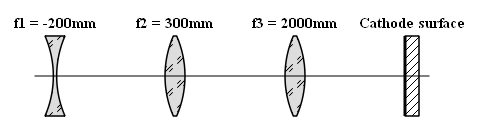 f1 = -200mm f2 = 300mm f3 = 2000mm Cathode surface